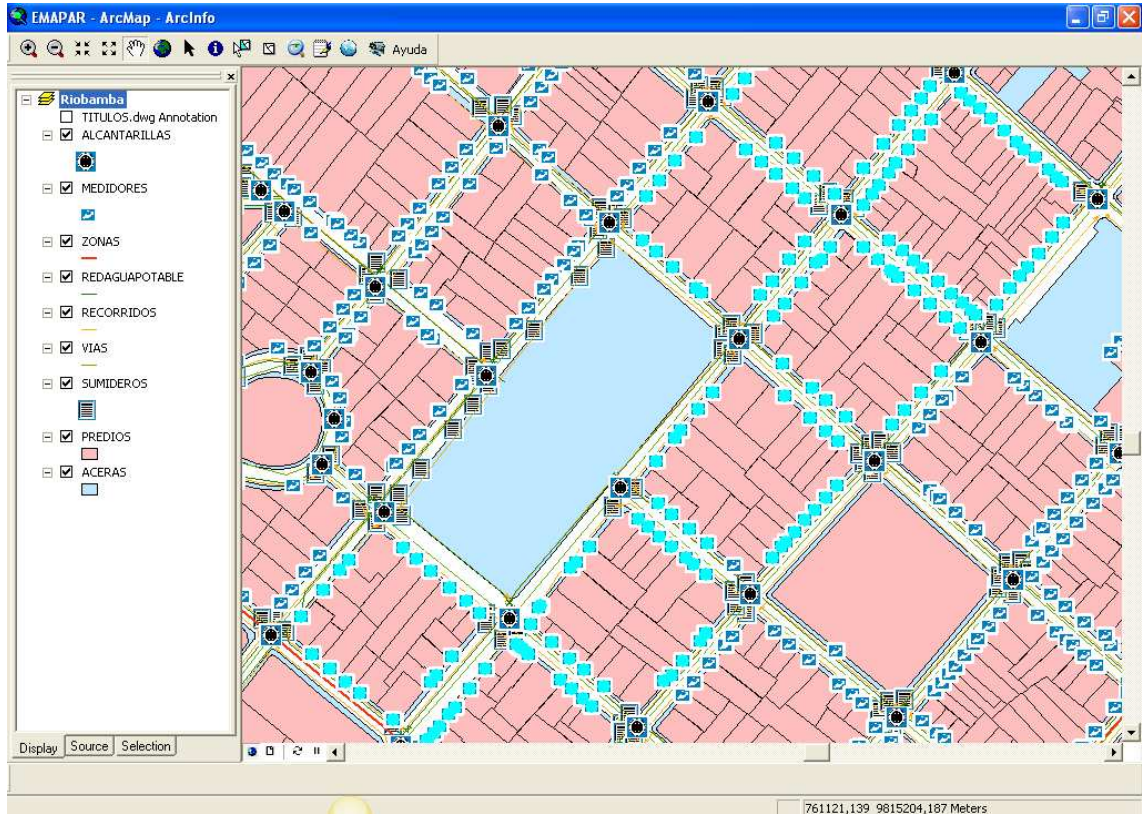 EMAPAR - ArcMap - ArcInfo
Ayuda
Riobamba
TITULOS.dwg Annotation
ALCANTARILLAS
MEDIDORES
ZONAS
REDAGUAPOTABLE
RECORRIDOS
VIAS
SUMIDEROS
PREDIOS
ACERAS
Display Source Selection
761121,139 9815204,187 Meters